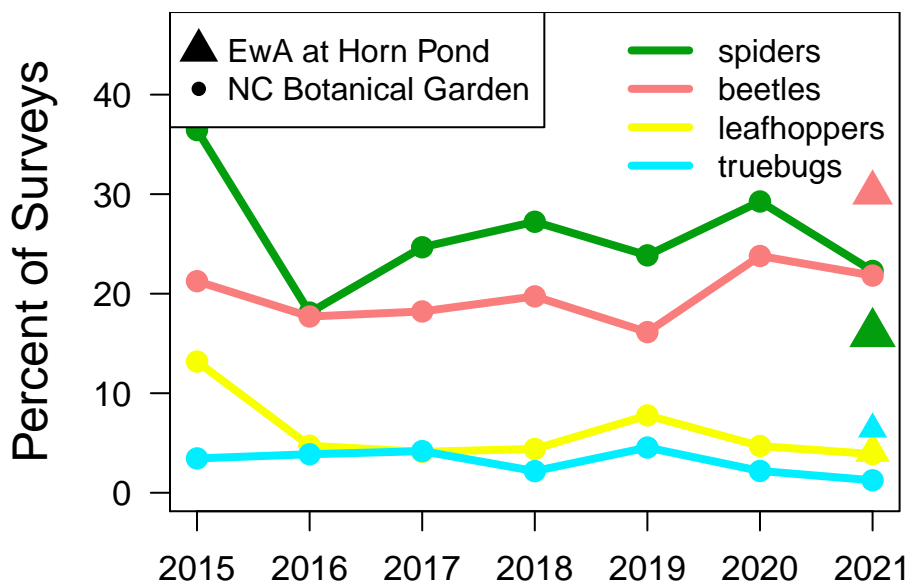 Percent of Surveys
40
30
20
10
0
EwA at Horn Pond
NC Botanical Garden
spiders
beetles
leafhoppers
truebugs
2015 2016 2017 2018 2019 2020 2021